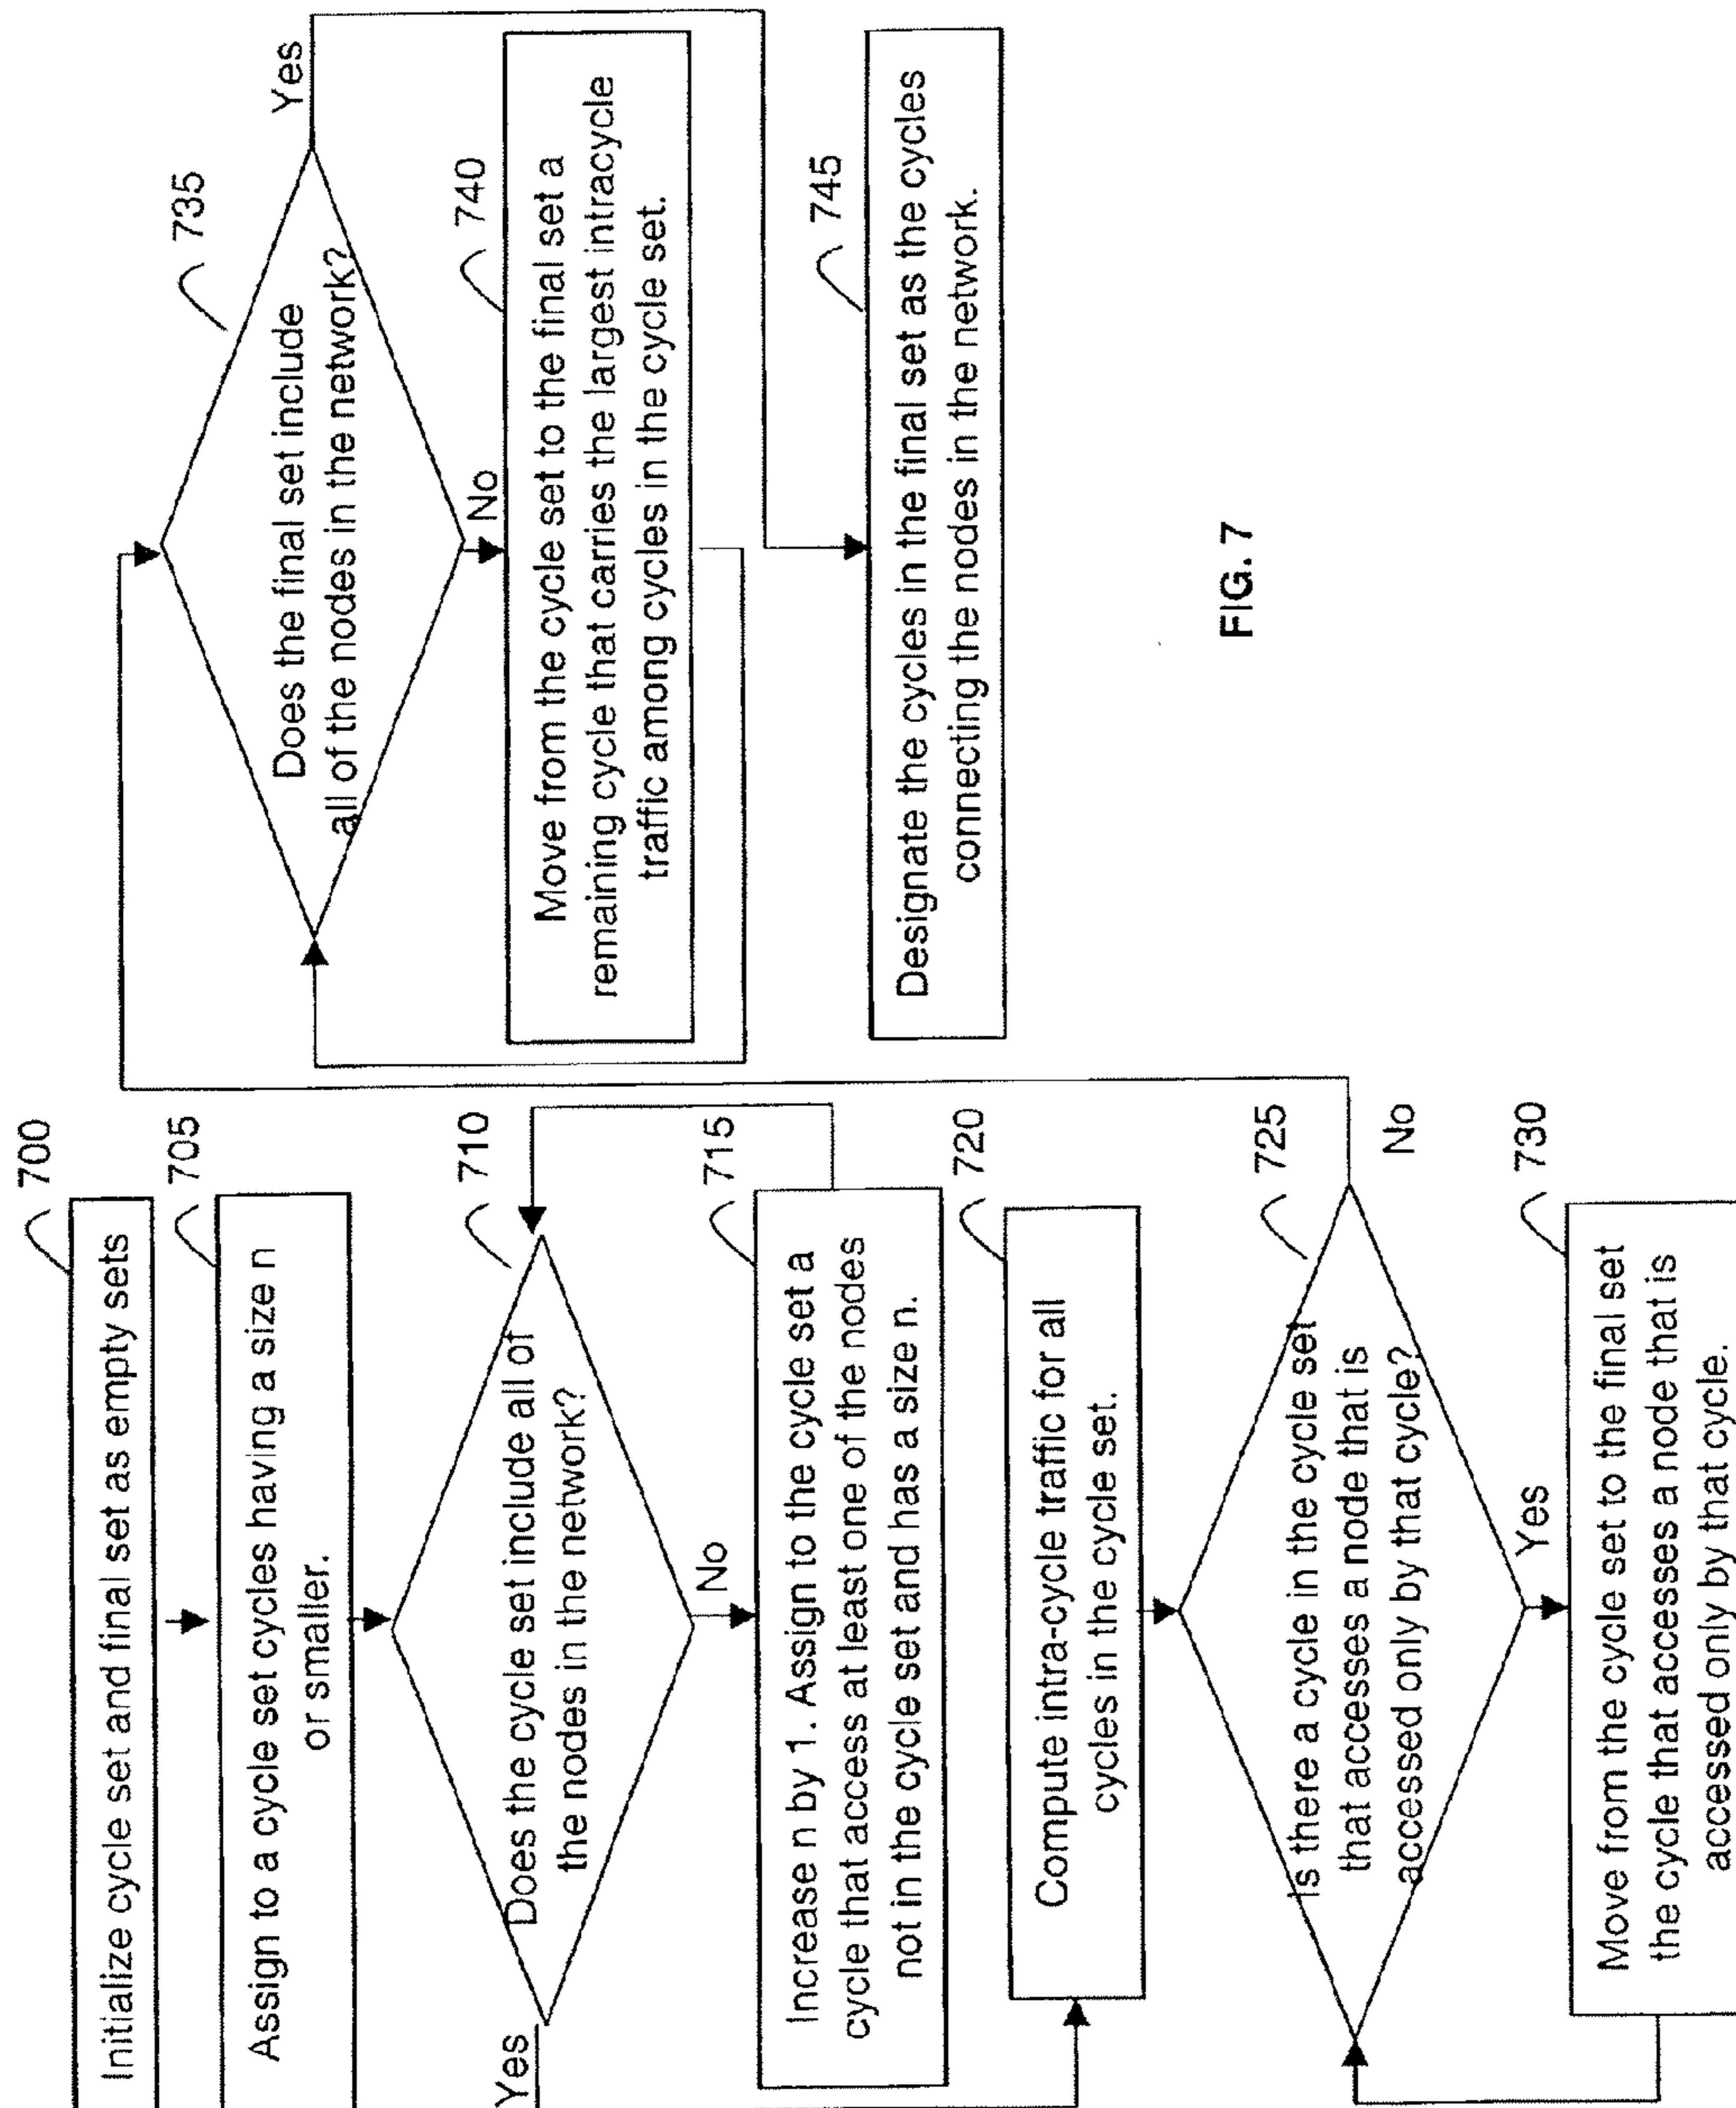 700
Initialize cycle set and final set as empty sets
705
Assign to a cycle set cycles having a size n
or smaller.
710
Does the cycle set include all of
the nodes in the network?
Yes
No
715
Increase n by 1. Assign to the cycle set a
cycle that access at least one of the nodes
not in the cycle set and has a size n.
720
Compute intra-cycle traffic for all
cycles in the cycle set.
725
Is there a cycle in the cycle set
that accesses a node that is
accessed only by that cycle?
No
Yes
730
Move from the cycle set to the final set
the cycle that accesses a node that is
accessed only by that cycle.
735
Does the final set include
all of the nodes in the network?
Yes
No
740
Move from the cycle set to the final set a
remaining cycle that carries the largest intracycle
traffic among cycles in the cycle set.
745
Designate the cycles in the final set as the cycles
connecting the nodes in the network.
FIG. 7